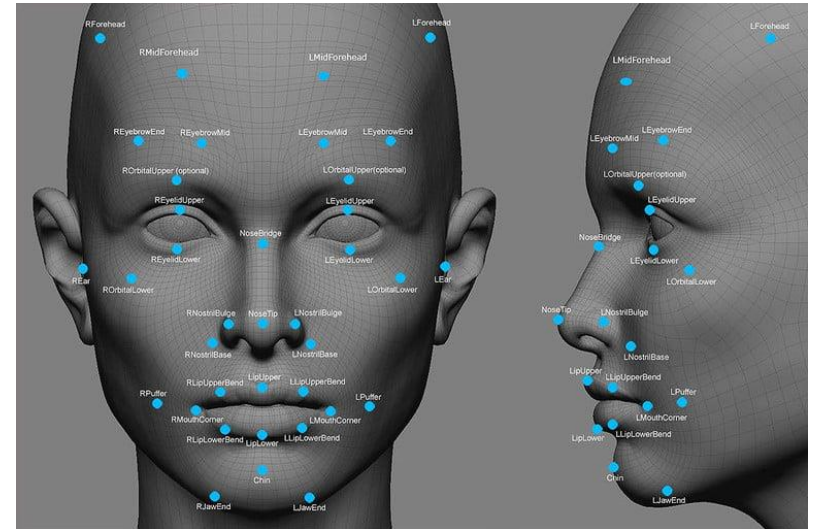 RForehead
LForehead
RMidForehead
LMidForehead
REyebrowEnd
REyebrowMid
LEyebrowMid
LEyebrowEnd
ROrbitalUpper (optional)
LOrbitalUpper(optional)
REyelidUpper
LEyelidUpper
NoseBridge
REyelidLower
LEyelidLower
REar
ROrbitalLower
LOrbitalLower
LEar
RNostrilBulge
NoseTip
LNostrilBulge
RNostrilBase
LNostrilBase
RLipUpperBend
LipUpper
LLipUpperBend
RPuffer
LPuffer
RMouthCorner
LMouthCorner
RLipLowerBend
LipLower
LLipLowerBend
Chin
RJawEnd
LJawEnd
LForehead
LMidForehead
LEyebrowMid
LEyebrowEnd
LOrbitalUpper(optional)
LEyelidUpper
NoseBridge
LEyelidLower
LOrbitalLower
NoseTip
LNostrilBulge
LNostrilBase
LipUpper
LLipUpperBend
LPuffer
LMouthCorner
LipLower
LLipLowerBend
Chin
LJawEnd